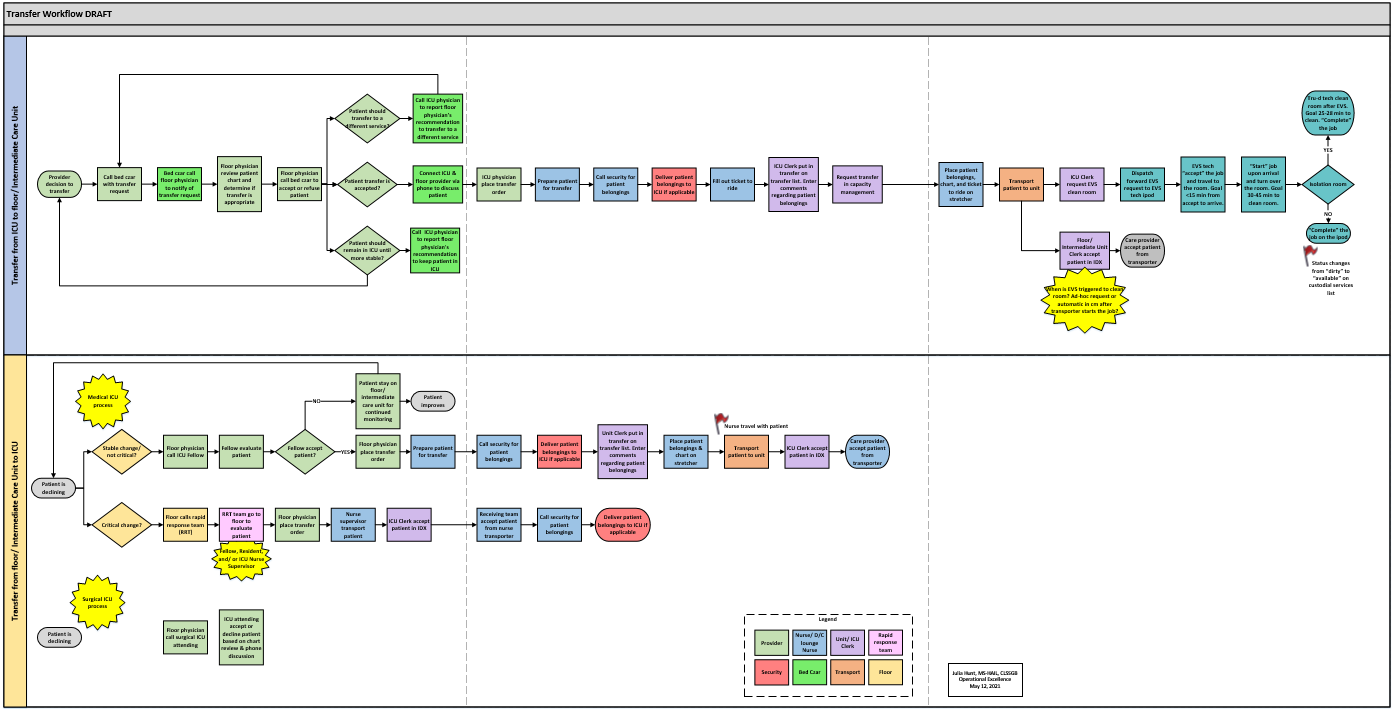 Transfer Workflow DRAFT
Transfer from ICU to floor/ Intermediate Care Unit
Provider
decision to
transfer
Call bed czar
with transfer
request
Bed czar call
floor physician
to notify of
transfer request
Floor physician
review patient
chart and
determine if
transfer is
appropriate
Floor physician
call bed czar to
accept or refuse
patient
Patient should
transfer to a
different service?
Call ICU physician
to report floor
physician's
recommendation
to transfer to a
different service
Patient transfer is
accepted?
Connect ICU &
floor provider via
phone to discuss
patient
Patient should
remain in ICU until
more stable?
Call ICU physician
to report floor
physician's
recommendation
to keep patient in
ICU
ICU physician
place transfer
order
Prepare patient
for transfer
Call security for
patient
belongings
Deliver patient
belongings to
ICU if applicable
Fill out ticket to
ride
ICU Clerk put in
transfer on
transfer list. Enter
comments
regarding patient
belongings
Request transfer
in capacity
management
Place patient
belongings,
chart, and ticket
to ride on
stretcher
Transport
patient to unit
ICU Clerk
request EVS
clean room
Dispatch
forward EVS
request to EVS
tech ipod
EVS tech
"accept" the job
and travel to
the room. Goal
<15 min from
accept to arrive.
"Start" job
upon arrival
and turn over
the room. Goal
30-45 min to
clean room.
Isolation room
YES
Tru-d tech clean
room after EVS.
Goal 25-28 min to
clean. "Complete"
the job
NO
"Complete" the
job on the ipod
Status changes
from "dirty" to
"available" on
custodial services
list
Floor/
Intermediate Unit
Clerk accept
patient in IDX
Care provider
accept patient
from
transporter
When is EVS triggered to clean
room? Ad-hoc request or
automatic in cm after
transporter starts the job?
Transfer from floor/ Intermediate Care Unit to ICU
Medical ICU
process
Patient is
declining
Stable change/
not critical?
Floor physician
call ICU Fellow
Fellow evaluate
patient
Fellow accept
patient?
NO
Patient stay on
floor/
intermediate
care unit for
continued
monitoring
Patient
improves
YES
Floor physician
place transfer
order
Prepare patient
for transfer
Call security for
patient
belongings
Deliver patient
belongings to
ICU if applicable
Unit Clerk put in
transfer on
transfer list. Enter
comments
regarding patient
belongings
Place patient
belongings &
chart on
stretcher
Nurse travel with patient
Transport
patient to unit
ICU Clerk accept
patient in IDX
Care provider
accept patient
from
transporter
Critical change?
Floor calls rapid
response team
(RRT)
RRT team go to
floor to
evaluate
patient
Fellow, Resident,
and/ or ICU Nurse
Supervisor
Floor physician
place transfer
order
Nurse
supervisor
transport
patient
ICU Clerk accept
patient in IDX
Receiving team
accept patient
from nurse
transporter
Call security for
patient
belongings
Deliver patient
belongings to ICU if
applicable
Surgical ICU
process
Patient is
declining
Floor physician
call surgical ICU
attending
ICU attending
accept or
decline patient
based on chart
review & phone
discussion
Legend
Provider
Nurse/ D/C
lounge
Nurse
Unit/ ICU
Clerk
Rapid
response
team
Security
Bed Czar
Transport
Floor
Julia Hunt, MS-HAIL, CLSSGB
Operational Excellence
May 12, 2021